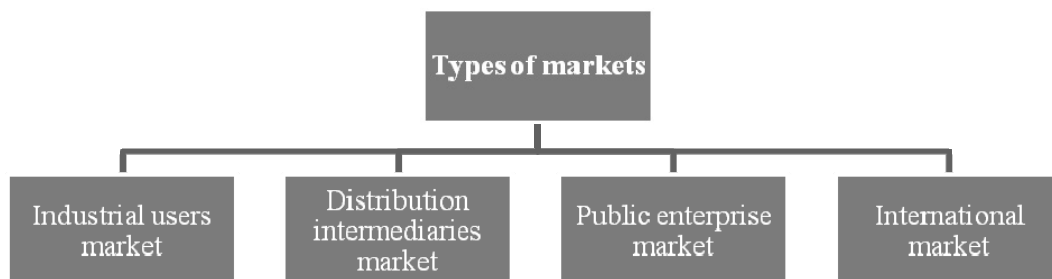 Types of markets
Industrial users
market
Distribution
intermediaries
market
Public enterprise
market
International
market